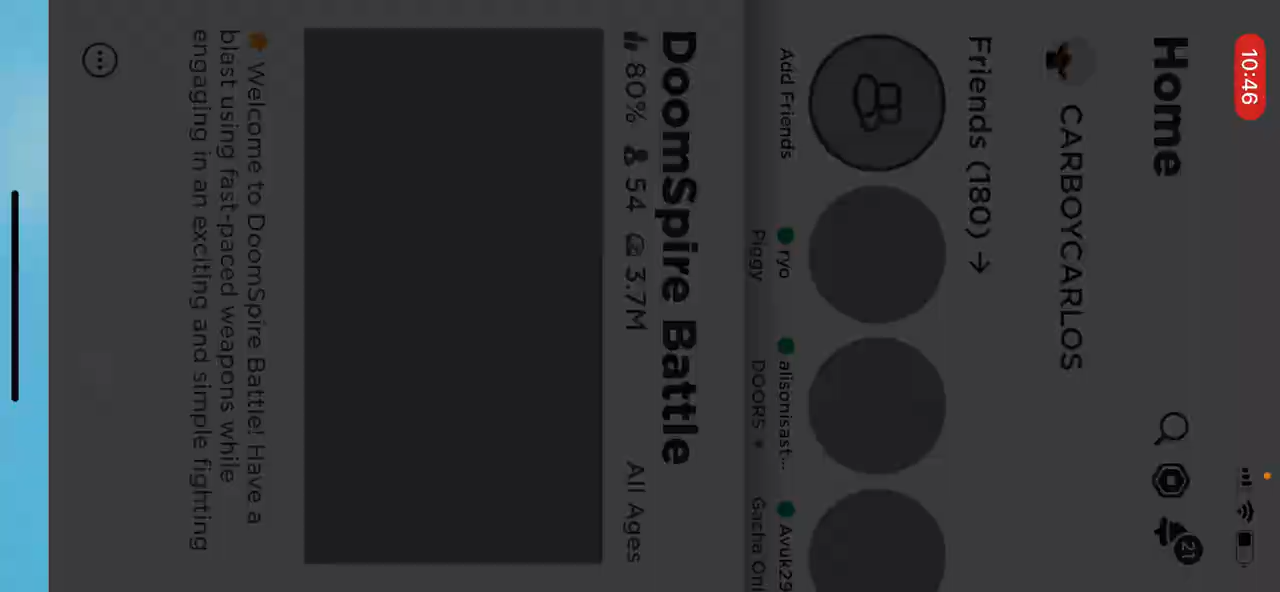 10:46
Home
21
CARBOYCARLOS
Friends (180) →
Add Friends
ryo
Piggy
alisonisast...
DOORS
Avuk29
Gacha Onl
DoomSpire Battle
80% 54 3.7M All Ages
Welcome to DoomSpire Battle! Have a
blast using fast-paced weapons while
engaging in an exciting and simple fighting